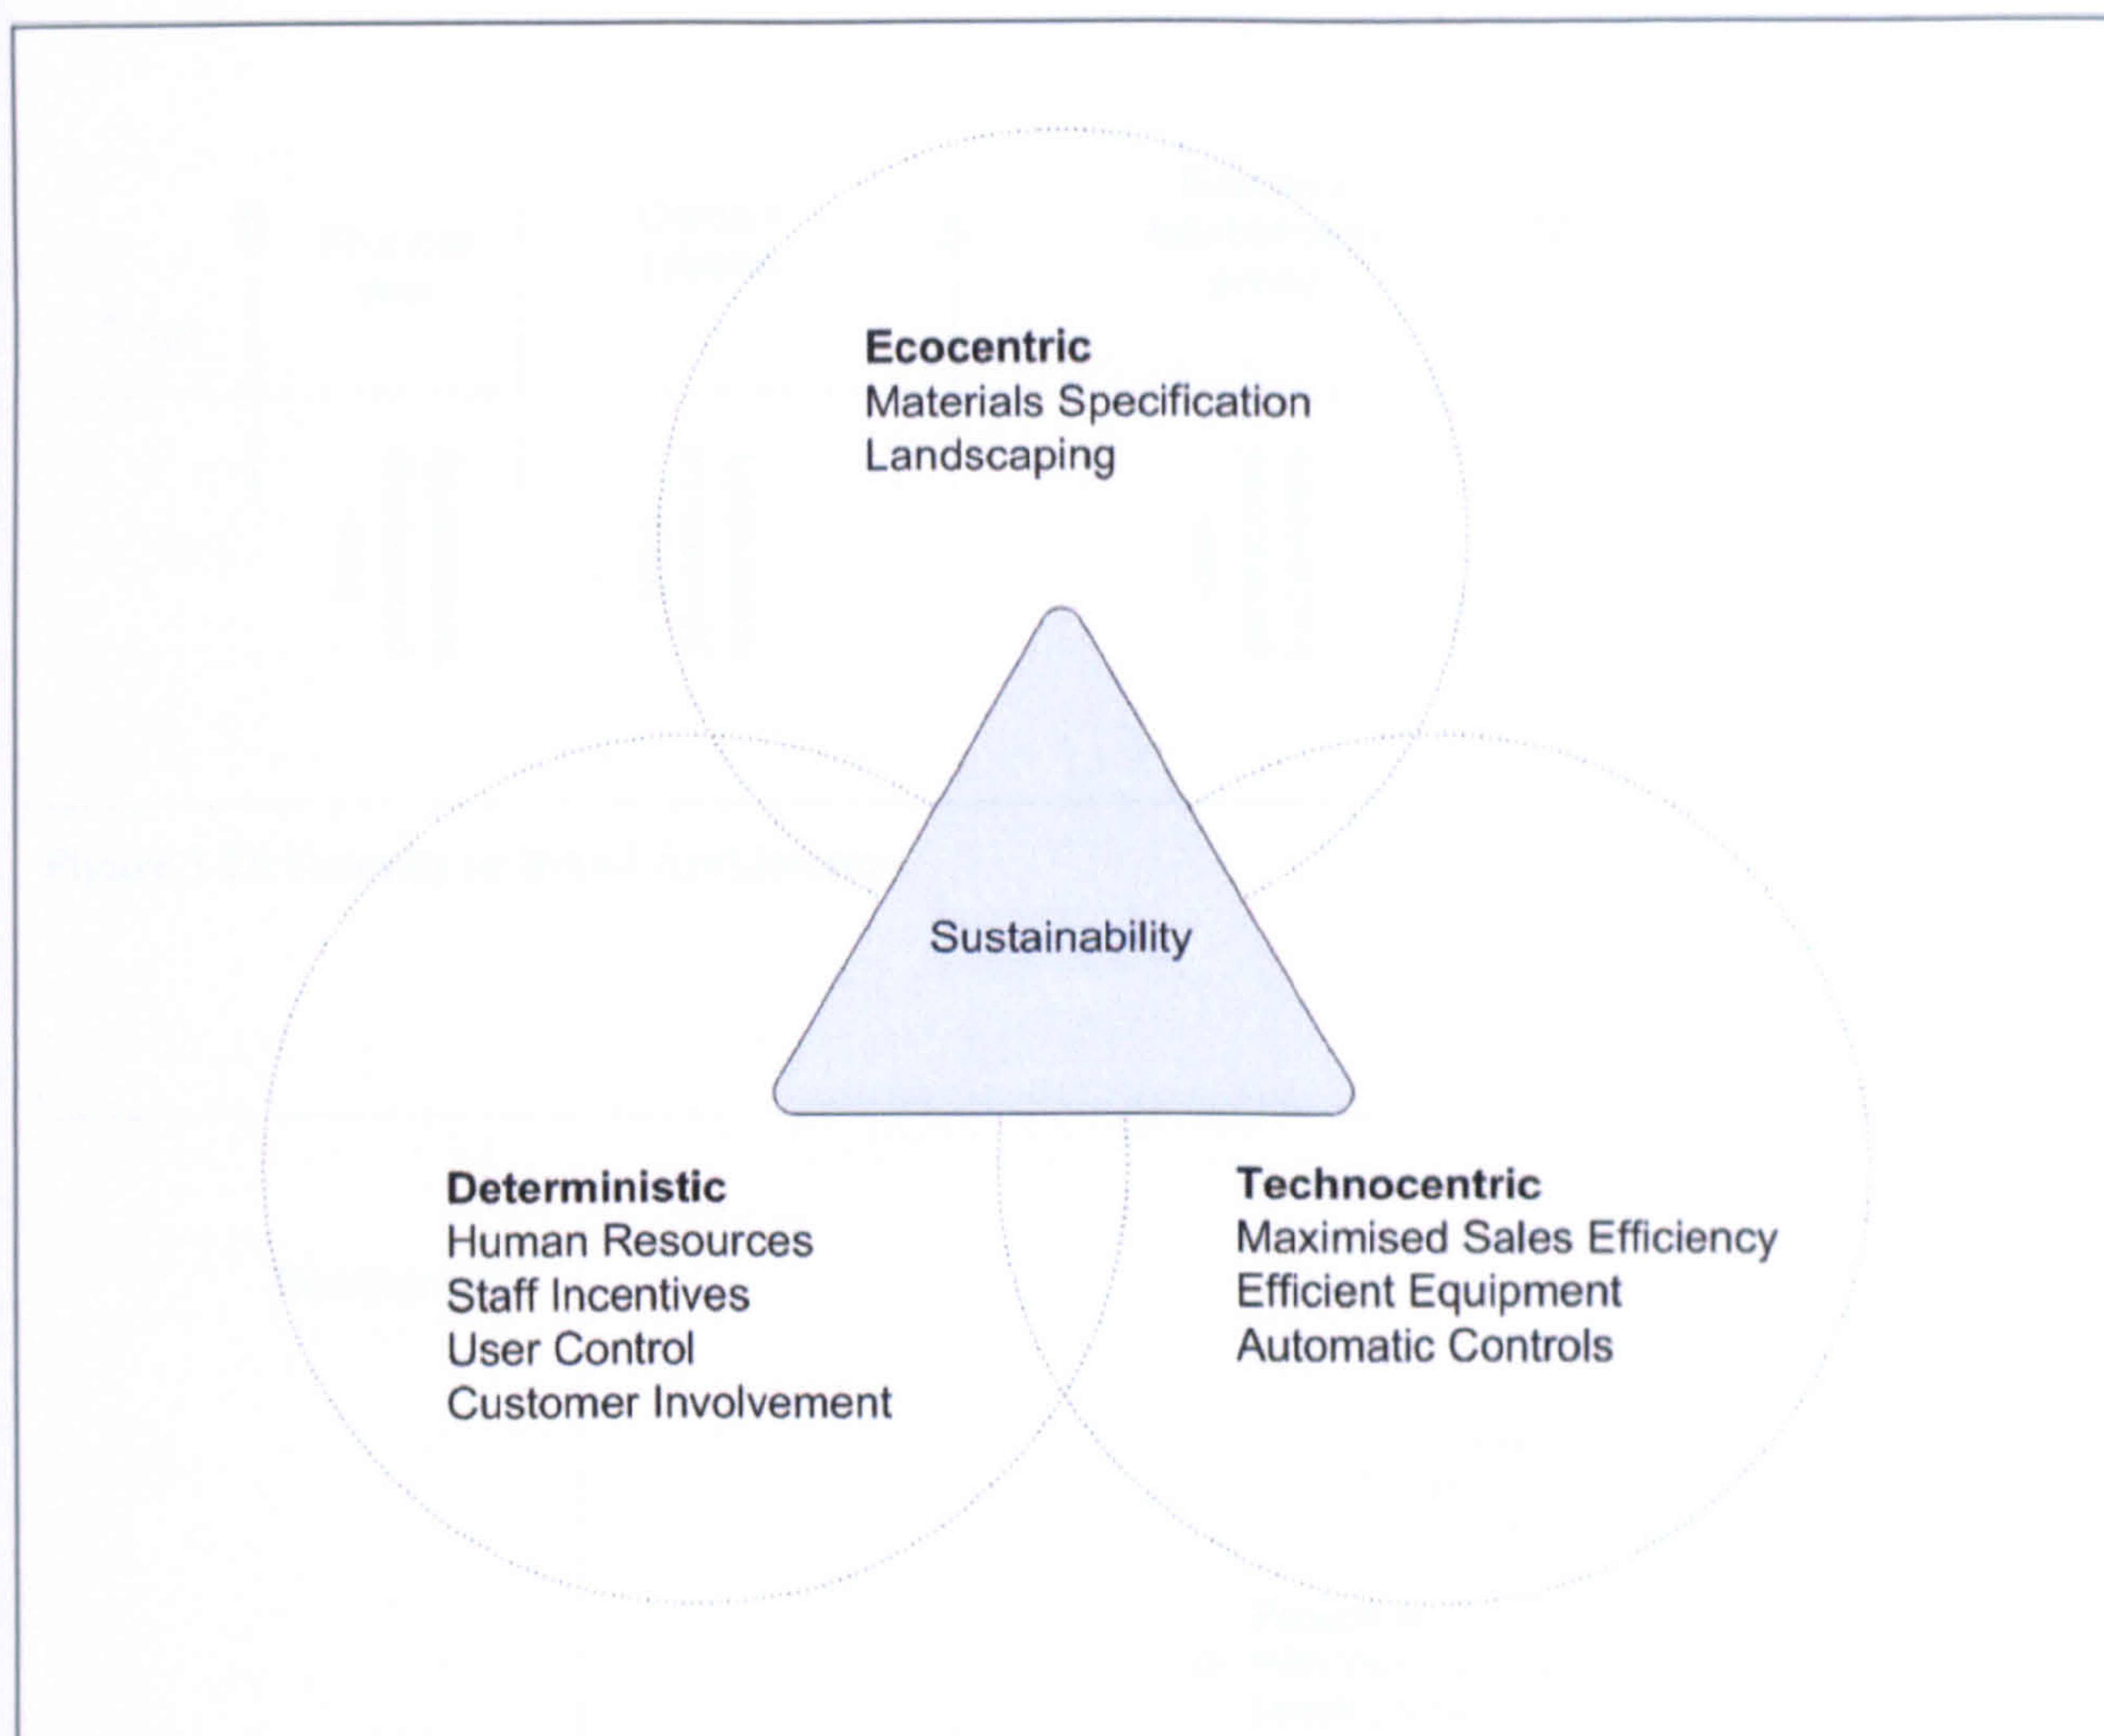 Ecocentric
Materials Specification
Landscaping
Sustainability
Deterministic
Human Resources
Staff Incentives
User Control
Customer Involvement
Technocentric
Maximised Sales Efficiency
Efficient Equipment
Automatic Controls